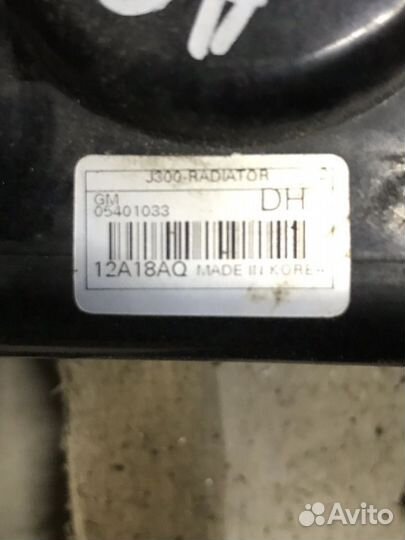 J300-RADIATOR
GM
DH
05401033
12A18AQ MADE IN KOREA
Avito